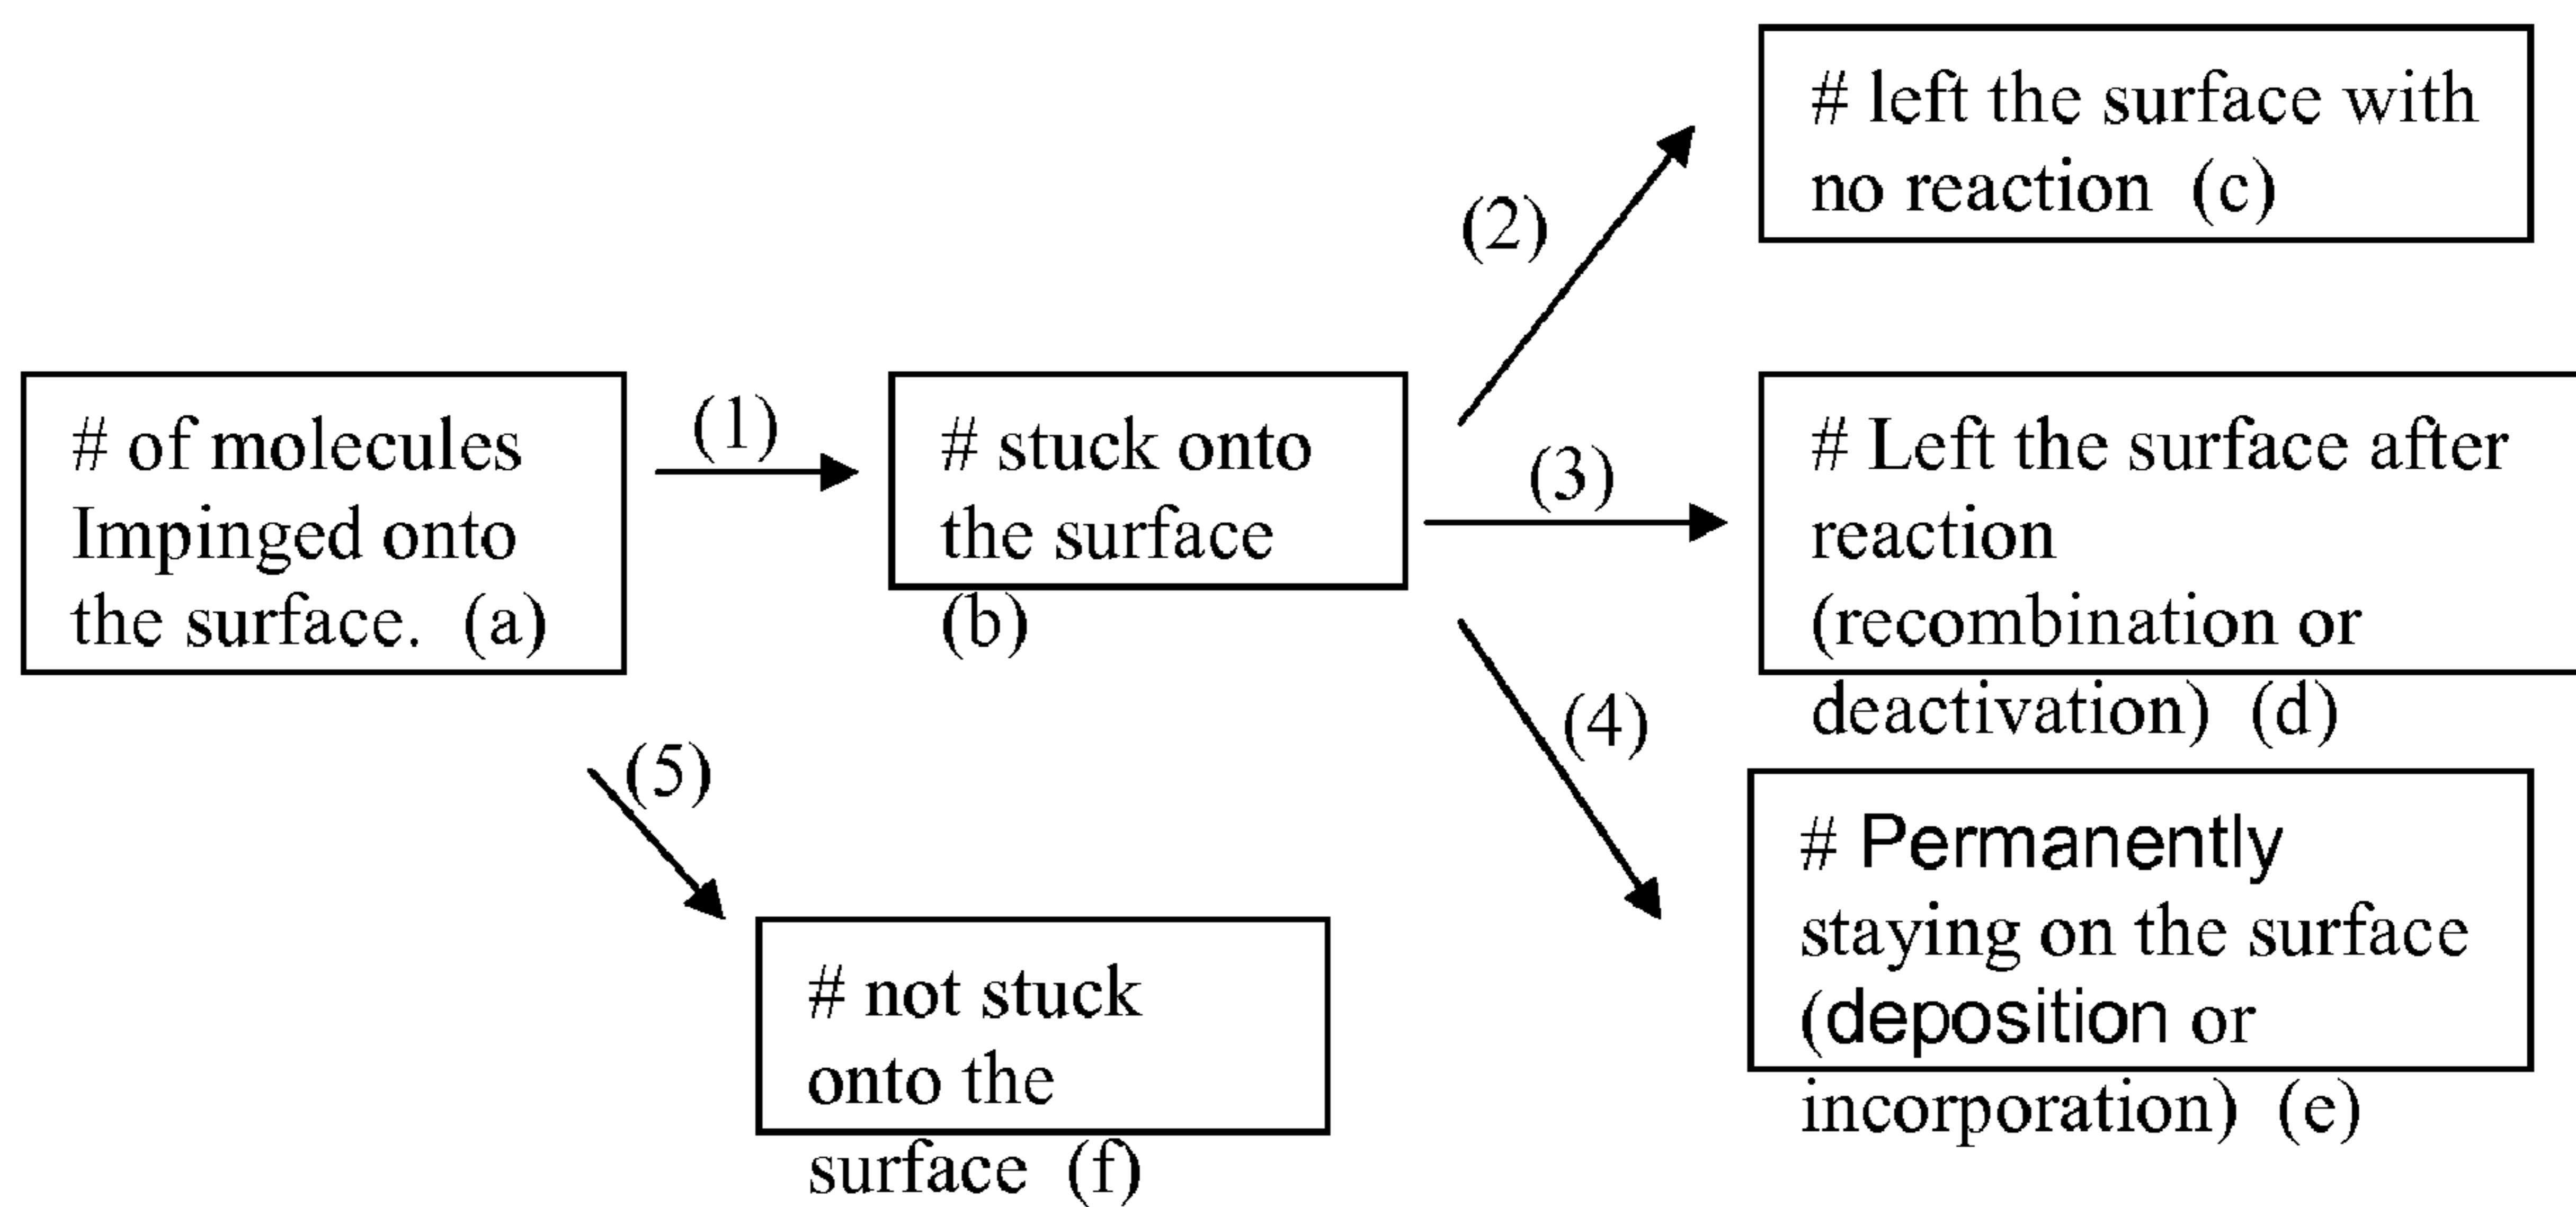 # of molecules
Impinged onto
the surface. (a)
(1)
# stuck onto
the surface
(b)
(2)
# left the surface with
no reaction (c)
(3)
# Left the surface after
reaction
(recombination or
deactivation) (d)
(4)
# Permanently
staying on the surface
(deposition or
incorporation) (e)
(5)
# not stuck
onto the
surface (f)